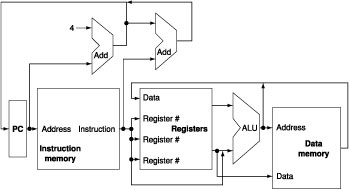 4
Add
Add
Data
PC
Address Instruction
Instruction
memory
Register #
Registers
Register #
Register #
ALU
Address
Data
memory
Data